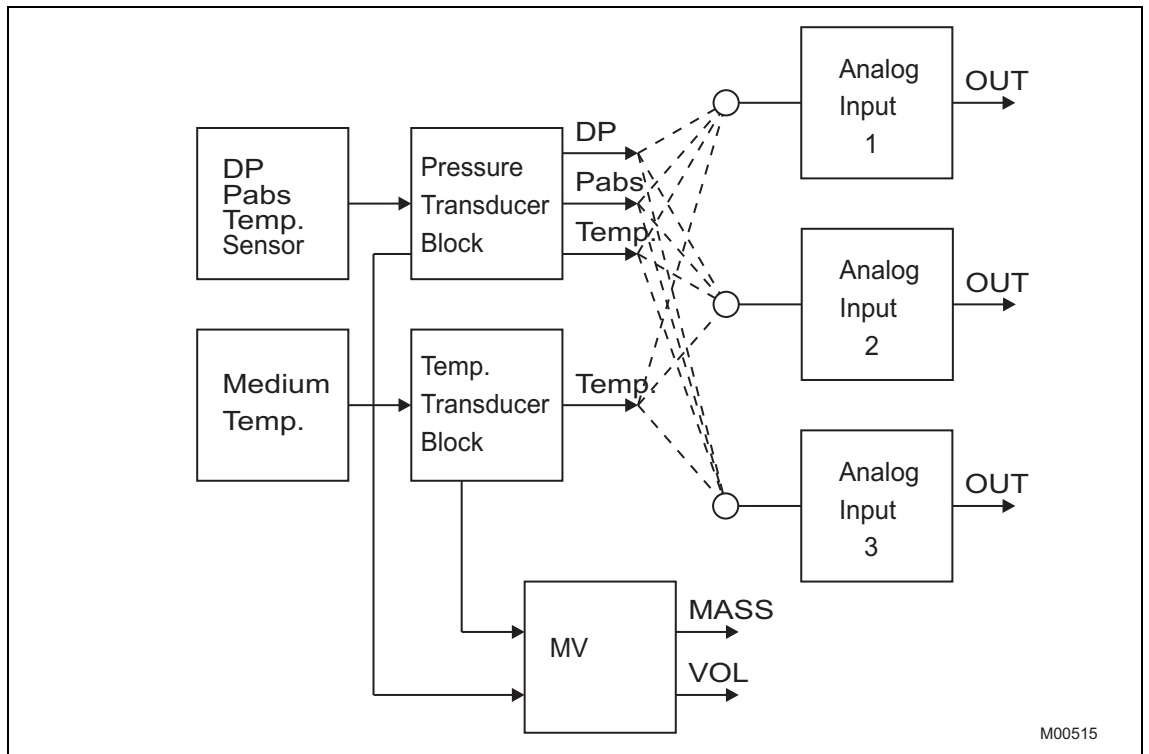 DP
Pabs
Temp.
Sensor
Pressure
Transducer
Block
DP
Pabs
Temp.
Analog
Input
1
OUT
Analog
Input
2
OUT
Medium
Temp.
Temp.
Transducer
Block
Temp.
Analog
Input
3
OUT
MV
MASS
VOL
M00515